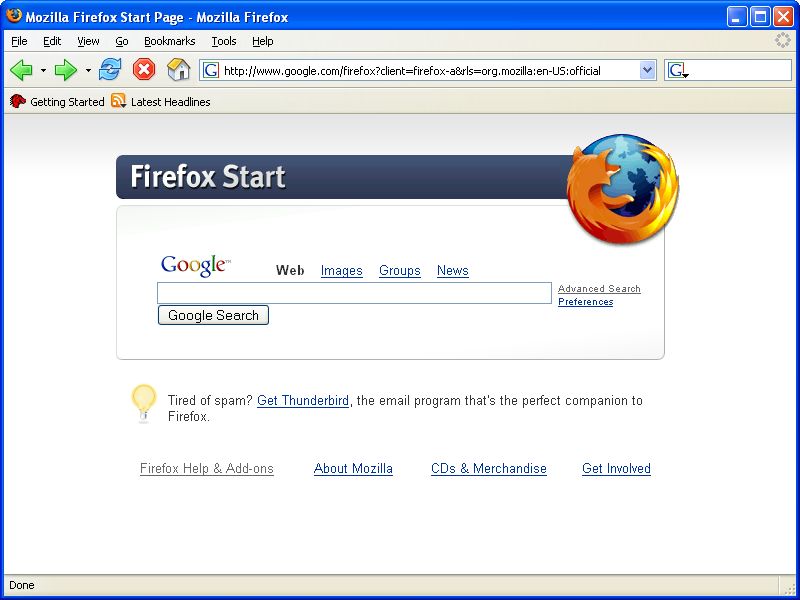 Mozilla Firefox Start Page - Mozilla Firefox
File Edit View Go Bookmarks Tools Help
G http://www.google.com/firefox?client=firefox-a&rls=org.mozilla:en-US:official G
Getting Started Latest Headlines
Firefox Start
Google™ Web Images Groups News
Advanced Search
Preferences
Google Search
Tired of spam? Get Thunderbird, the email program that's the perfect companion to
Firefox.
Firefox Help & Add-ons About Mozilla CDs & Merchandise Get Involved
Done